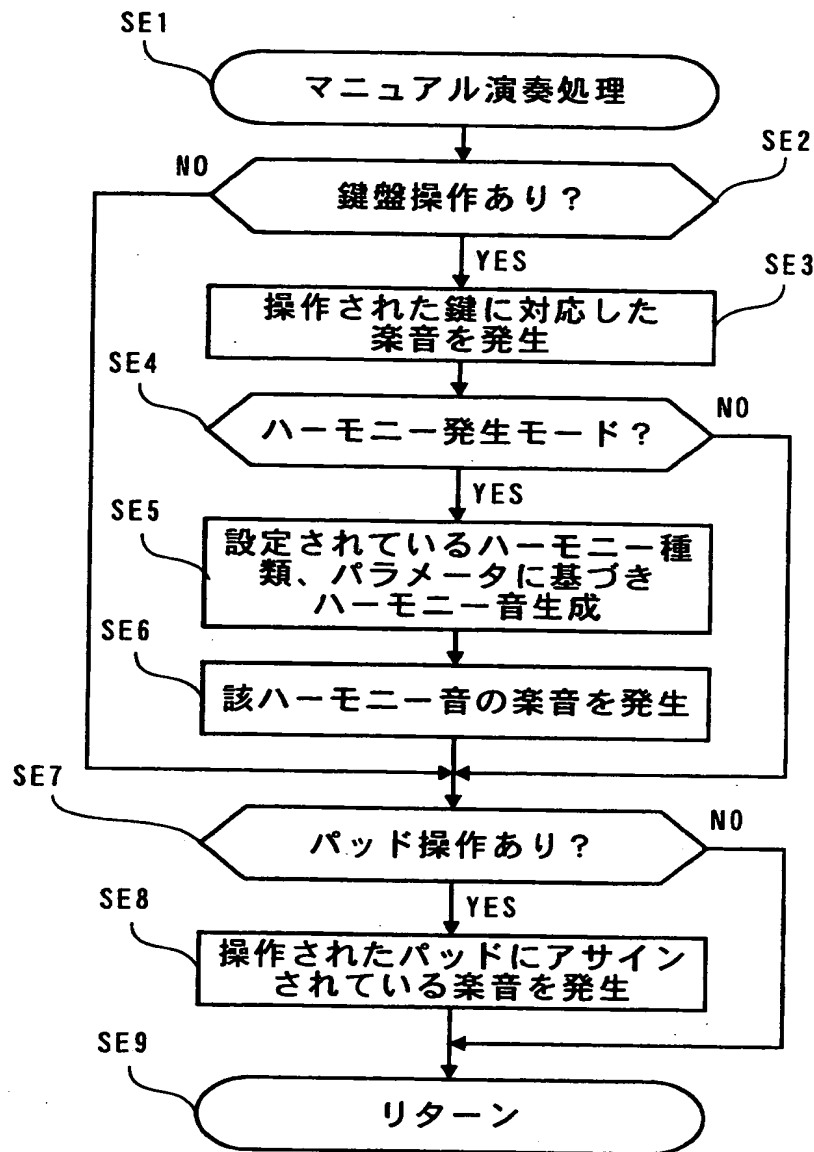 SE1
マニュアル演奏処理
SE2
NO
鍵盤操作あり?
YES
SE3
操作された鍵に対応した
楽音を発生
SE4
NO
ハーモニー発生モード?
YES
SE5
設定されているハーモニー種
類、パラメータに基づき
ハーモニー音生成
SE6
該ハーモニー音の楽音を発生
SE7
NO
パッド操作あり?
YES
SE8
操作されたパッドにアサイン
されている楽音を発生
SE9
リターン